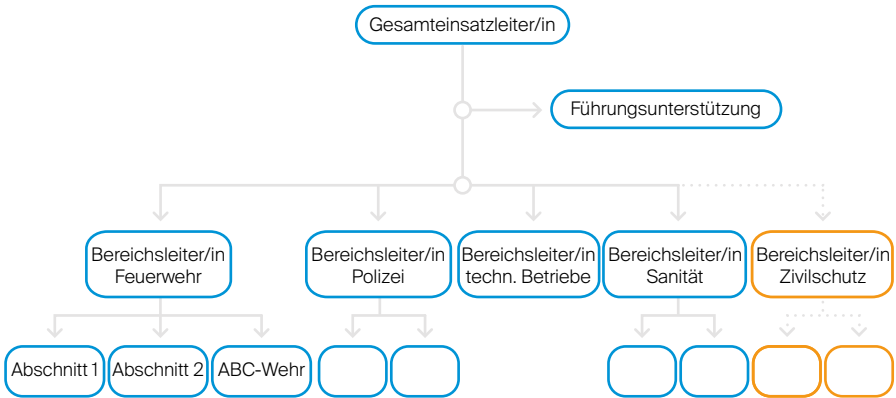 Gesamteinsatzleiter/in
Führungsunterstützung
Bereichsleiter/in
Feuerwehr
Bereichsleiter/in
Polizei
Bereichsleiter/in
techn. Betriebe
Bereichsleiter/in
Sanität
Bereichsleiter/in
Zivilschutz
Abschnitt 1
Abschnitt 2
ABC-Wehr